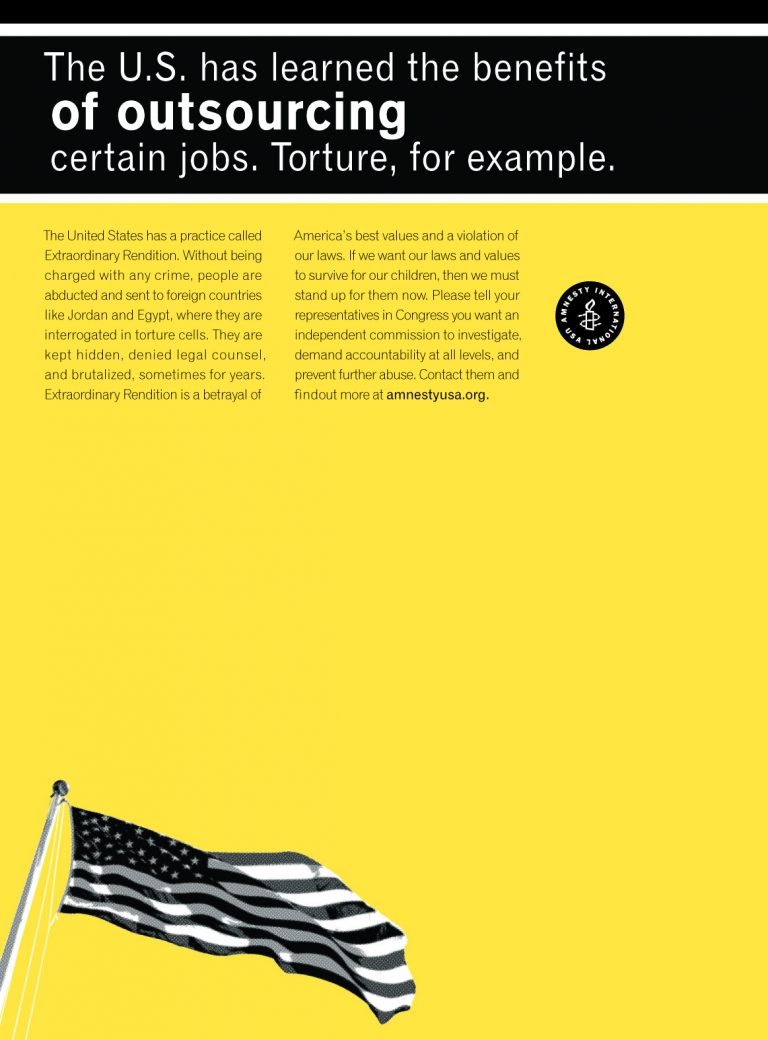 The U.S. has learned the benefits
of outsourcing
certain jobs. Torture, for example.
The United States has a practice called
Extraordinary Rendition. Without being
charged with any crime, people are
abducted and sent to foreign countries
like Jordan and Egypt, where they are
interrogated in torture cells. They are
kept hidden, denied legal counsel,
and brutalized, sometimes for years.
Extraordinary Rendition is a betrayal of
America's best values and a violation of
our laws. If we want our laws and values
to survive for our children, then we must
stand up for them now. Please tell your
representatives in Congress you want an
independent commission to investigate,
demand accountability at all levels, and
prevent further abuse. Contact them and
findout more at amnestyusa.org.
AMNESTY INTERNATIONAL USA